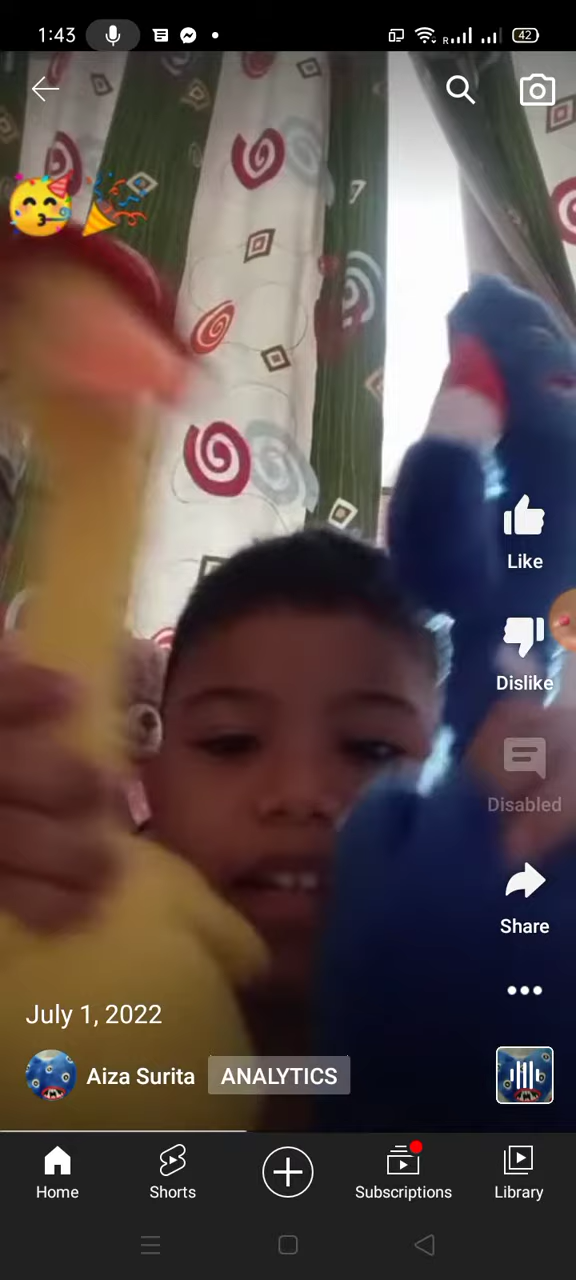 1:43
R
42
Like
Dislike
Disabled
Share
July 1, 2022
Aiza Surita
ANALYTICS
Home
Shorts
Subscriptions
Library